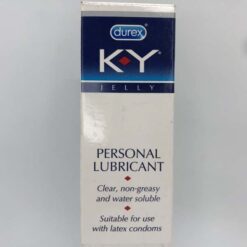 durex
K•Y
JELLY
PERSONAL
LUBRICANT
Clear, non-greasy
and water soluble
Suitable for use
with latex condoms